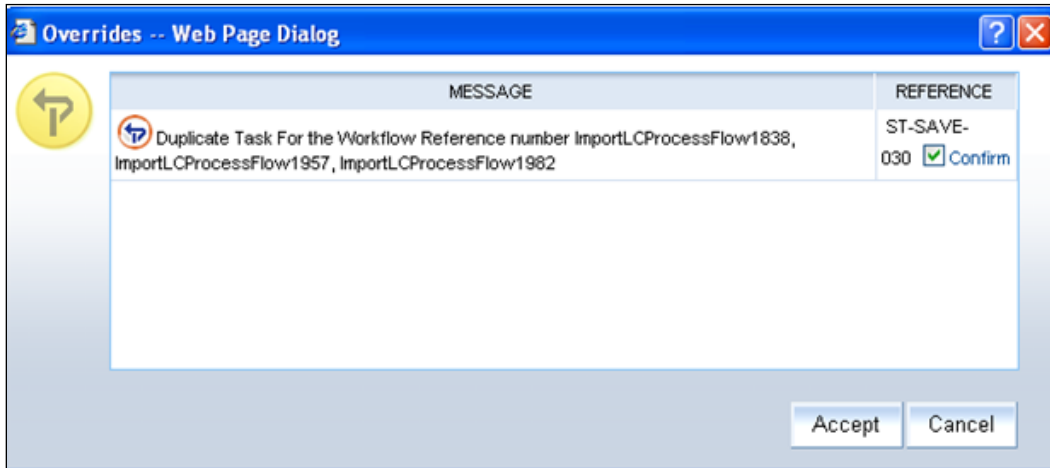 Overrides -- Web Page Dialog
MESSAGE
REFERENCE
Duplicate Task For the Workflow Reference number ImportLCProcessFlow1838,
ImportLCProcessFlow1957, ImportLCProcessFlow1982
ST-SAVE-
030 Confirm
Accept
Cancel